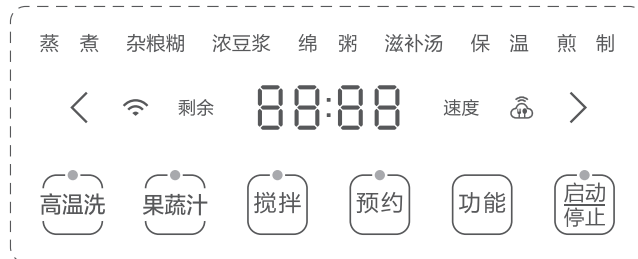 蒸 煮 杂粮糊 浓豆浆 绵 粥 滋补汤 保 温 煎 制
剩余 88:88 速度
高温洗 果蔬汁 搅拌 预约 功能 启动
停止